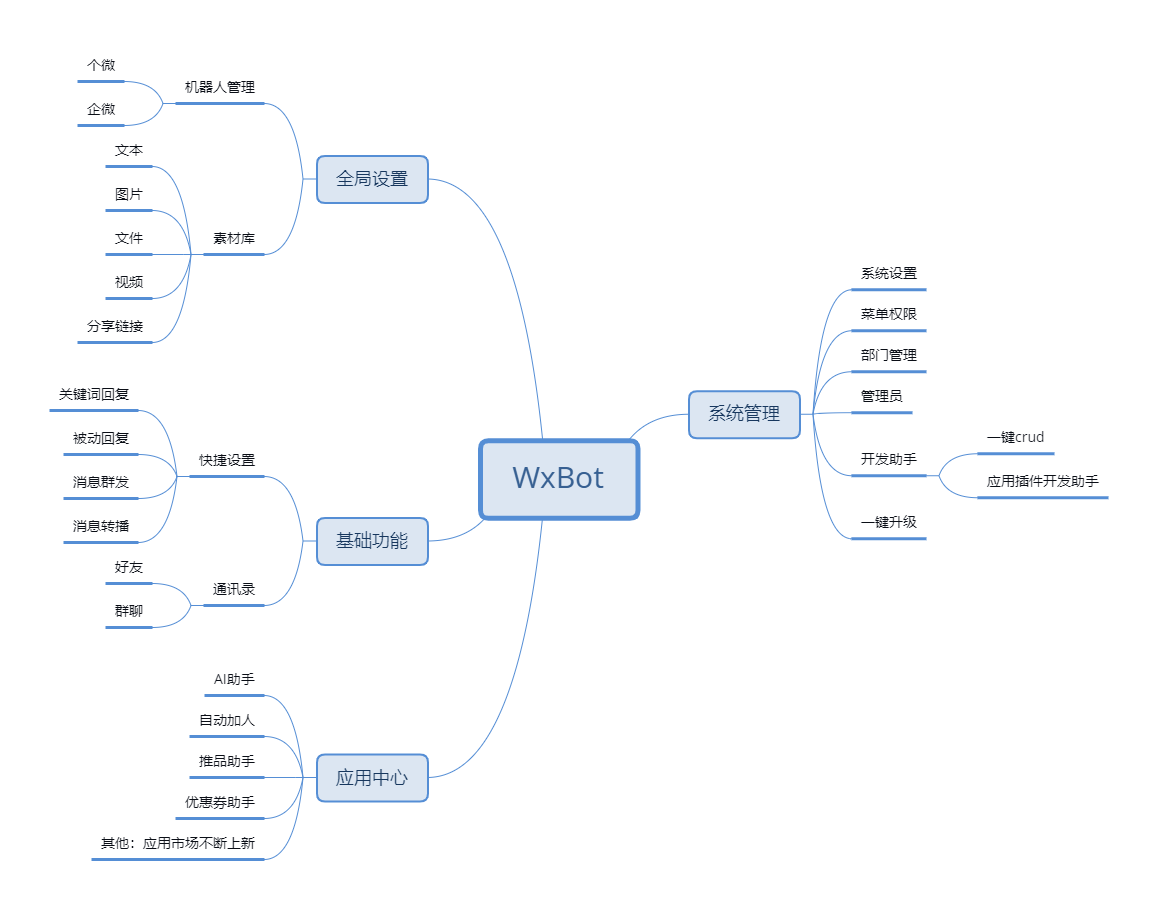 个微
企微
机器人管理
文本
图片
文件
视频
分享链接
素材库
全局设置
关键词回复
被动回复
消息群发
消息转播
快捷设置
好友
群聊
通讯录
基础功能
AI助手
自动加人
推品助手
优惠券助手
其他：应用市场不断上新
应用中心
WxBot
系统管理
系统设置
菜单权限
部门管理
管理员
开发助手
一键crud
应用插件开发助手
一键升级